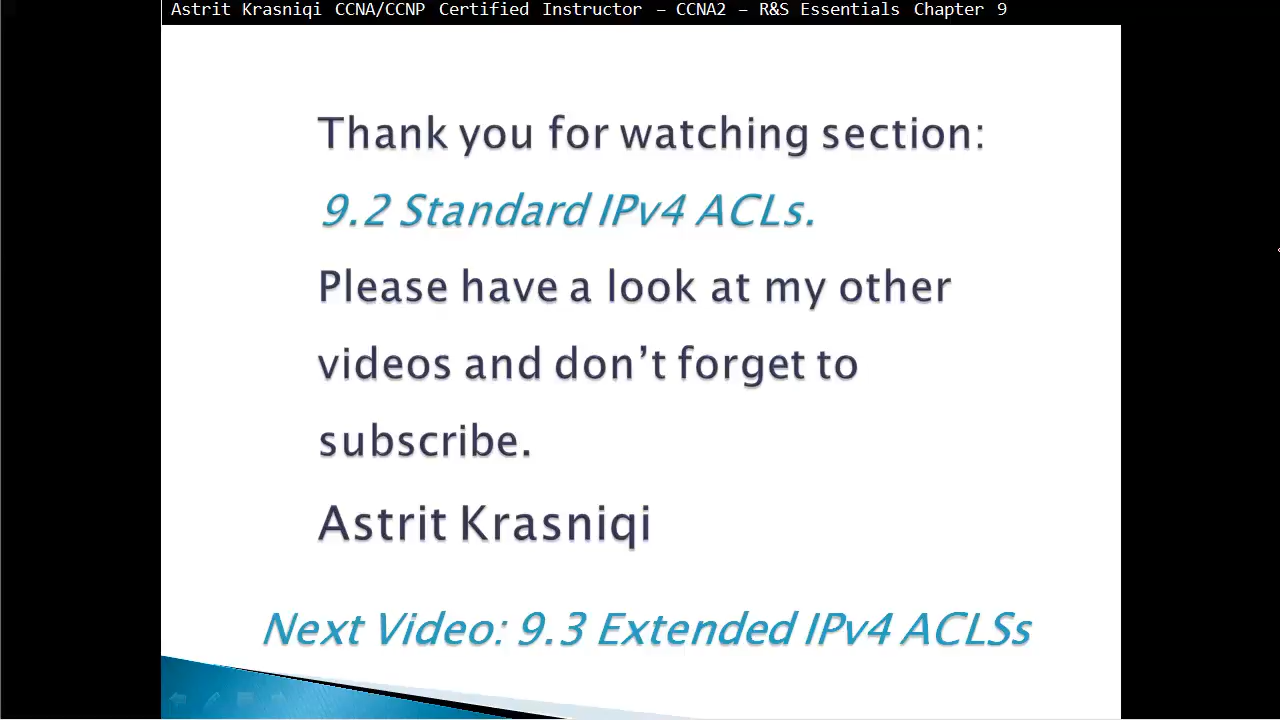 Astrit Krasniqi CCNA/CCNP Certified Instructor – CCNA2 – R&S Essentials Chapter 9
Thank you for watching section:
9.2 Standard IPv4 ACLs.
Please have a look at my other
videos and don’t forget to
subscribe.
Astrit Krasniqi
Next Video: 9.3 Extended IPv4 ACLSs